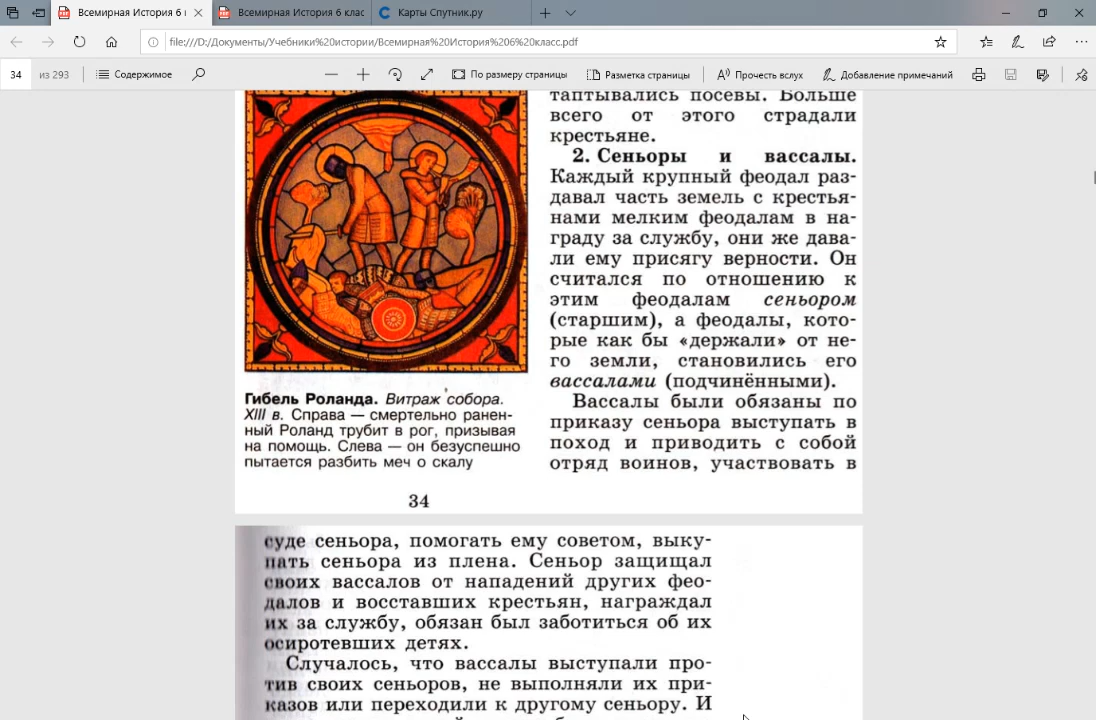 Всемирная История 6 к
Всемирная История 6 клас
Карты Спутник.ру
file:///D:/Документы/Учебники%20истории/Всемирная%20История%206%20класс.pdf
34 из 293
Содержимое
По размеру страницы
Разметка страницы
Прочесть вслух
Добавление примечаний
Гибель Роланда. Витраж собора.
XIII в. Справа — смертельно ранен-
ный Роланд трубит в рог, призывая
на помощь. Слева — он безуспешно
пытается разбить меч о скалу
таптывались посевы. Больше
всего от этого страдали
крестьяне.
2. Сеньоры и вассалы.
Каждый крупный феодал раз-
давал часть земель с крестья-
нами мелким феодалам в на-
граду за службу, они же дава-
ли ему присягу верности. Он
считался по отношению к
этим феодалам сеньором
(старшим), а феодалы, кото-
рые как бы «держали» от не-
го земли, становились его
вассалами (подчинёнными).
Вассалы были обязаны по
приказу сеньора выступать в
поход и приводить с собой
отряд воинов, участвовать в
34
суде сеньора, помогать ему советом, выку-
пать сеньора из плена. Сеньор защищал
своих вассалов от нападений других фео-
далов и восставших крестьян, награждал
их за службу, обязан был заботиться об их
осиротевших детях.
Случалось, что вассалы выступали про-
тив своих сеньоров, не выполняли их при-
казов или переходили к другому сеньору. И